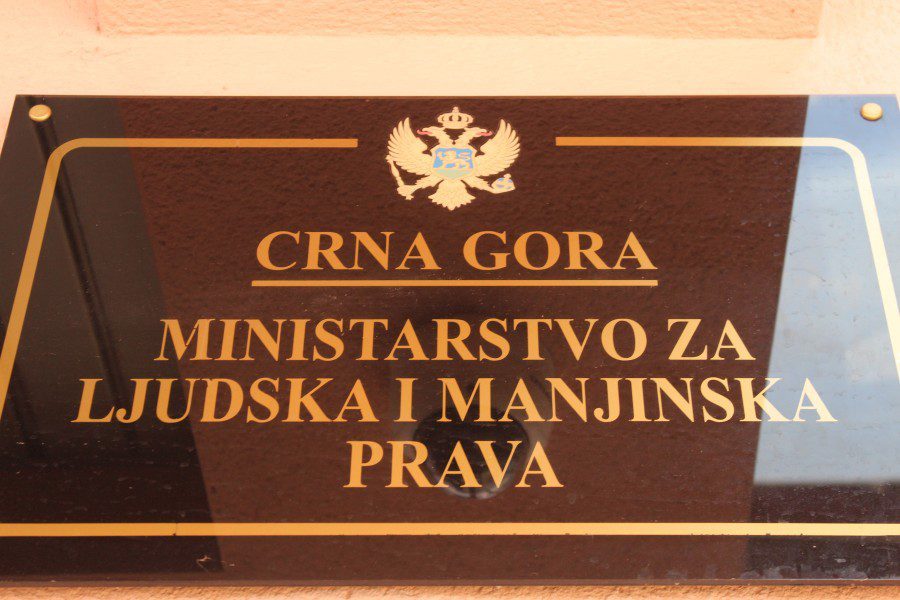 CRNA GORA
MINISTARSTVO ZA
LJUDSKA I MANJINSKA
PRAVA